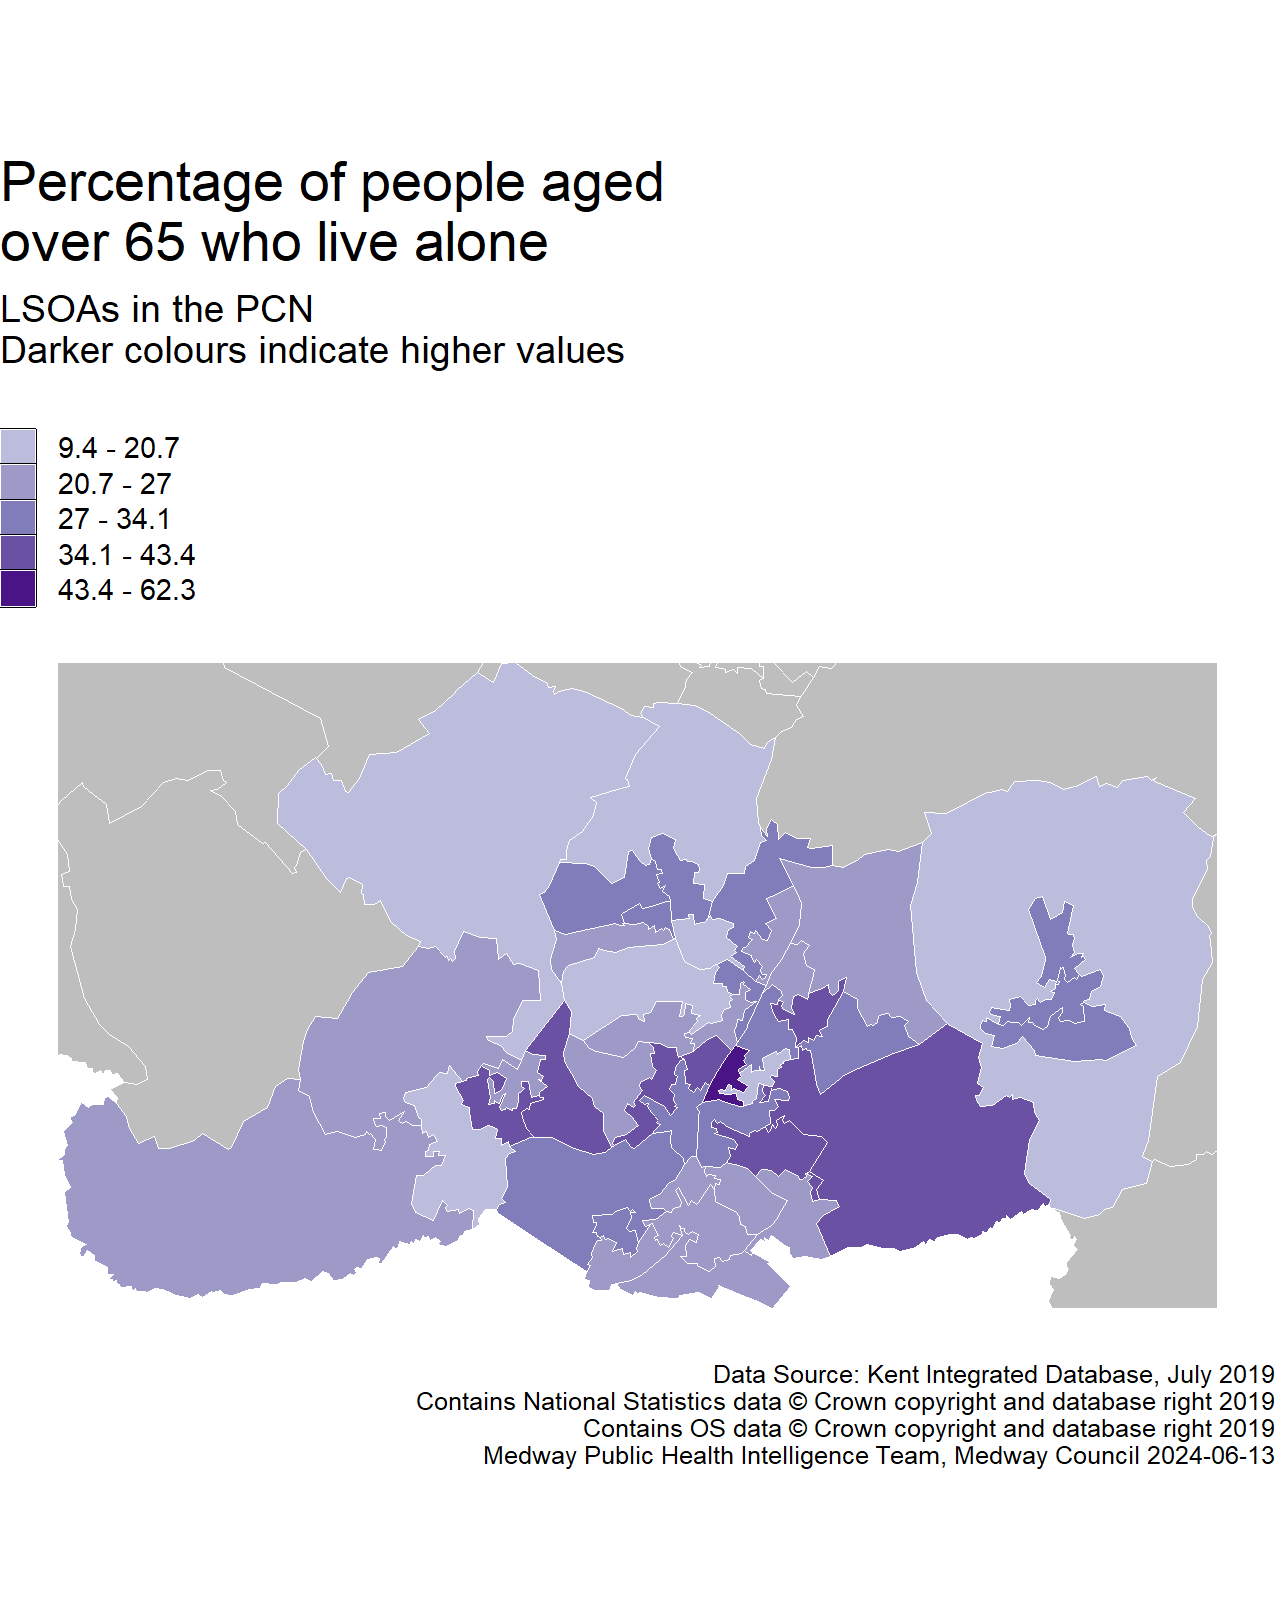 Percentage of people aged
over 65 who live alone
LSOAs in the PCN
Darker colours indicate higher values
9.4 - 20.7
20.7 - 27
27 - 34.1
34.1 - 43.4
43.4 - 62.3
Data Source: Kent Integrated Database, July 2019
Contains National Statistics data © Crown copyright and database right 2019
Contains OS data © Crown copyright and database right 2019
Medway Public Health Intelligence Team, Medway Council 2024-06-13